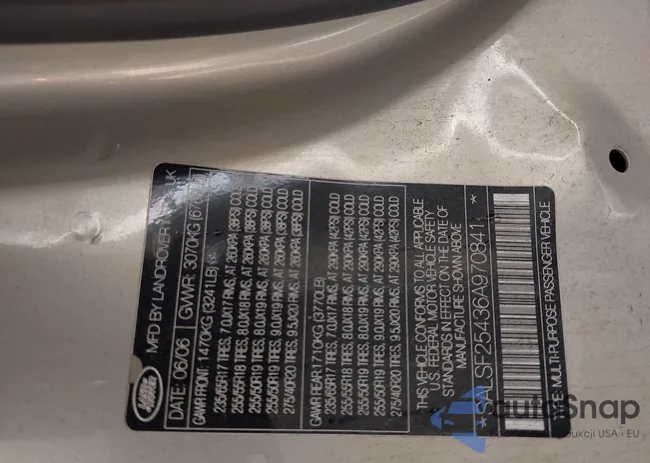 LAND ROVER
MFD BY LANDROVER UK
DATE: 06/06 GWWR: 3070KG
GAWR FRONT: 1470KG (3241LB)
235/65R17 TIRES, 7.0JX17 RIMS, AT 260KPA (38PSI) COLD
255/55R18 TIRES, 8.0JX18 RIMS, AT 260KPA (38PSI) COLD
255/50R19 TIRES, 8.0JX19 RIMS, AT 260KPA (38PSI) COLD
255/50R19 TIRES, 9.0JX19 RIMS, AT 260KPA (38PSI) COLD
275/40R20 TIRES, 9.5JX20 RIMS, AT 260KPA (38PSI) COLD
GAWR REAR: 1710KG (3770LB)
235/65R17 TIRES, 7.0JX17 RIMS, AT 290KPA (42PSI) COLD
255/55R18 TIRES, 8.0JX18 RIMS, AT 290KPA (42PSI) COLD
255/50R19 TIRES, 8.0JX19 RIMS, AT 290KPA (42PSI) COLD
255/50R19 TIRES, 9.0JX19 RIMS, AT 290KPA (42PSI) COLD
275/40R20 TIRES, 9.5JX20 RIMS, AT 290KPA (42PSI) COLD
THIS VEHICLE CONFORMS TO ALL APPLICABLE
U.S. FEDERAL MOTOR VEHICLE SAFETY
STANDARDS IN EFFECT ON THE DATE OF
MANUFACTURE SHOWN ABOVE
*SALSF25436A970841*
MULTI-PURPOSE PASSENGER VEHICLE
autoSnap
USA - EU